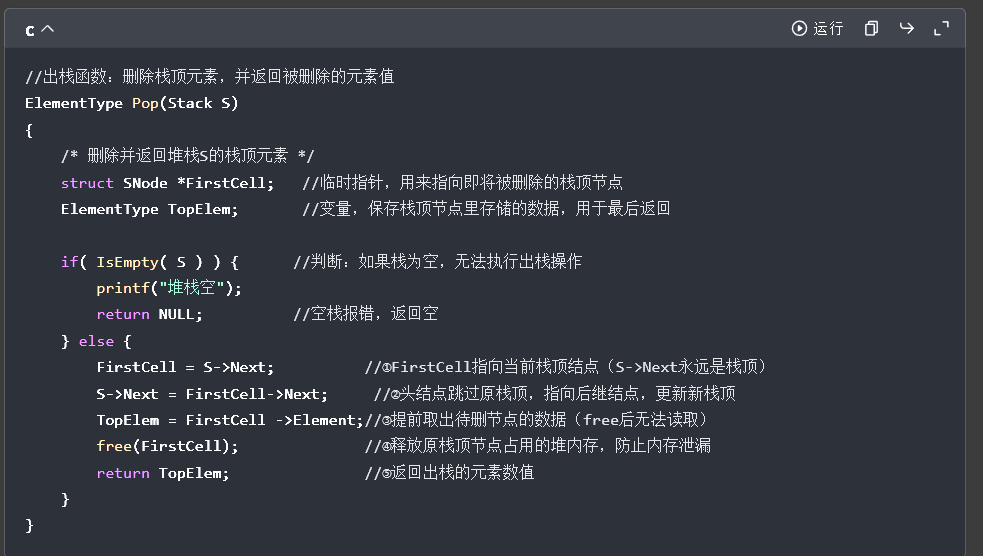 C
运行
//出栈函数：删除栈顶元素，并返回被删除的元素值
ElementType Pop(Stack S)
{
    /* 删除并返回堆栈S的栈顶元素 */
    struct SNode *FirstCell;   //临时指针，用来指向即将被删除的栈顶节点
    ElementType TopElem;       //变量，保存栈顶节点里存储的数据，用于最后返回

    if( IsEmpty( S ) ) {      //判断：如果栈为空，无法执行出栈操作
        printf("堆栈空");
        return NULL;          //空栈报错，返回空
    } else {
        FirstCell = S->Next;          //①FirstCell指向当前栈顶结点（S->Next永远是栈顶）
        S->Next = FirstCell->Next;     //②头结点跳过原栈顶，指向后继结点，更新新栈顶
        TopElem = FirstCell ->Element;//③提前取出待删节点的数据（free后无法读取）
        free(FirstCell);              //④释放原栈顶节点占用的堆内存，防止内存泄漏
        return TopElem;               //⑤返回出栈的元素数值
    }
}